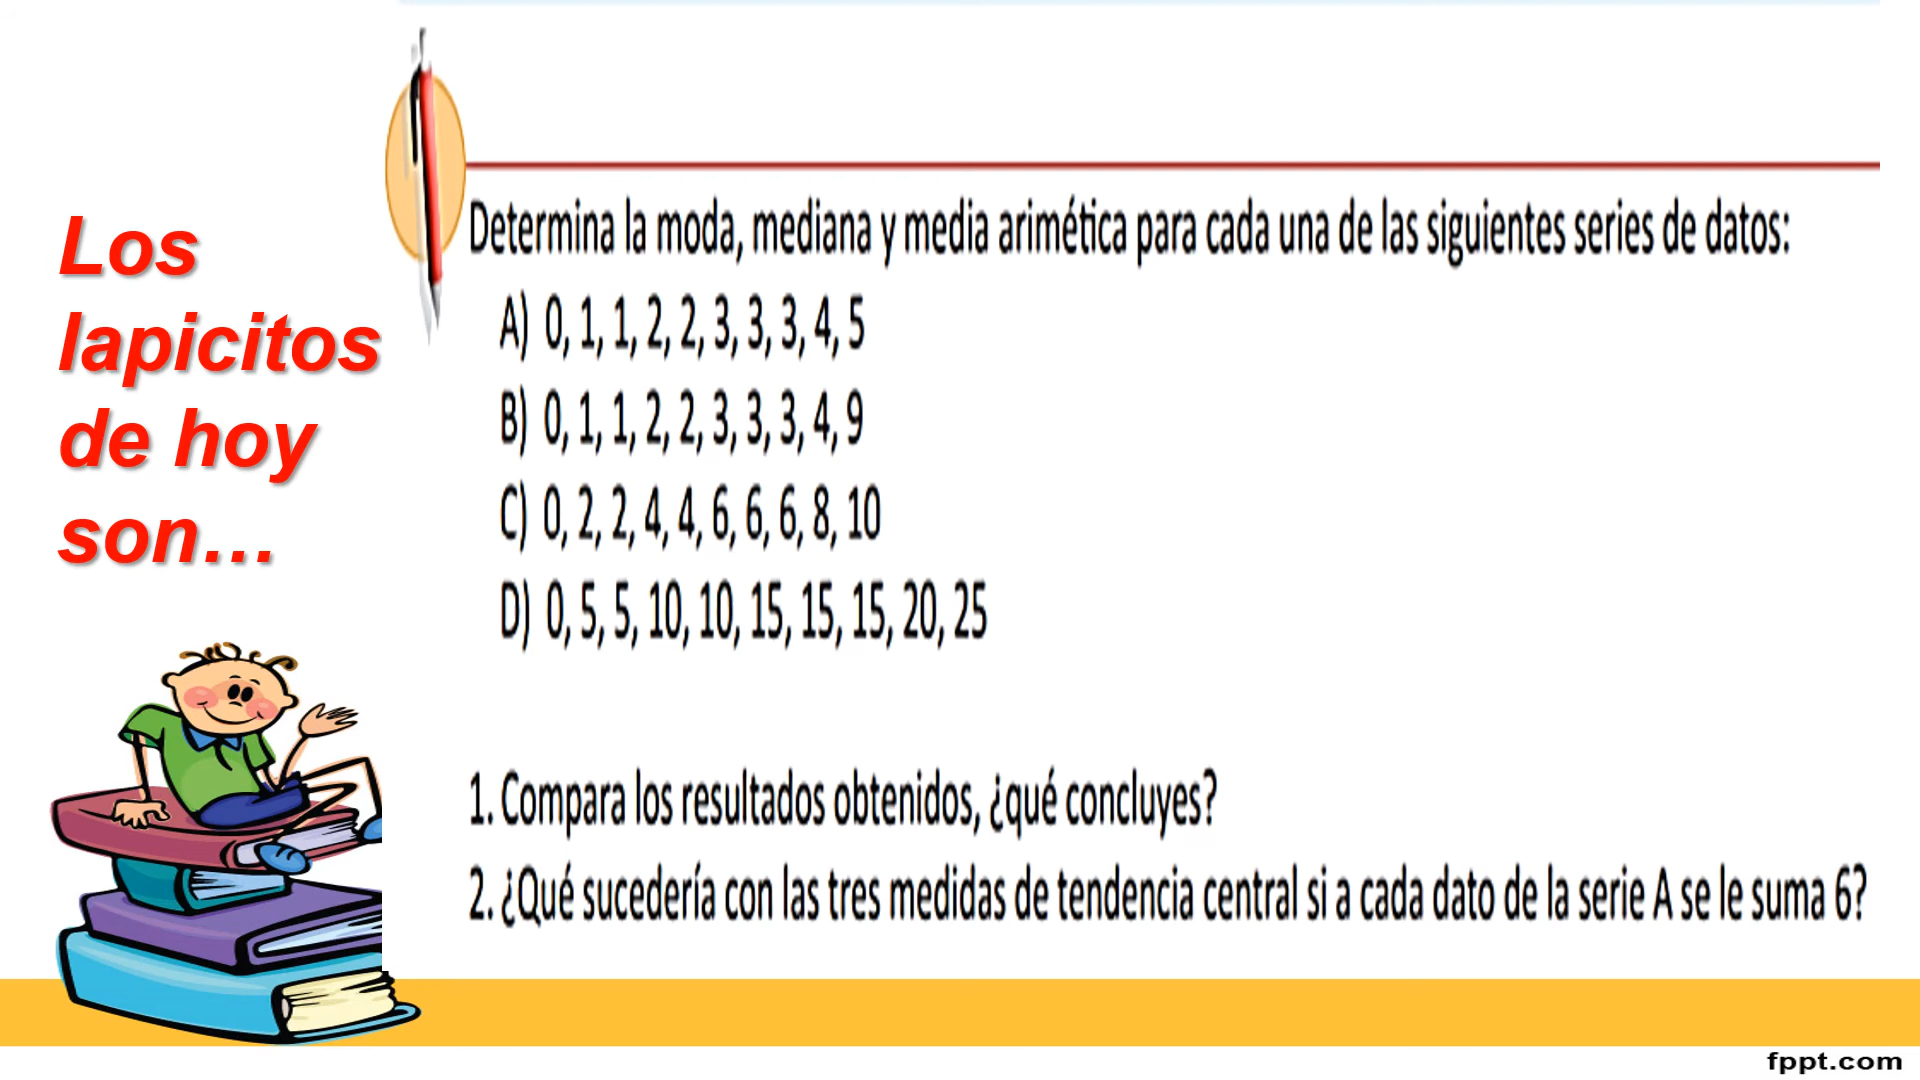 Los
lapicitos
de hoy
son...
Determina la moda, mediana y media arimética para cada una de las siguientes series de datos:
A) 0, 1, 1, 2, 2, 3, 3, 3, 4, 5
B) 0, 1, 1, 2, 2, 3, 3, 3, 4, 9
C) 0, 2, 2, 4, 4, 6, 6, 6, 8, 10
D) 0, 5, 5, 10, 10, 15, 15, 15, 20, 25
1. Compara los resultados obtenidos, ¿qué concluyes?
2. ¿Qué sucedería con las tres medidas de tendencia central si a cada dato de la serie A se le suma 6?
fppt.com